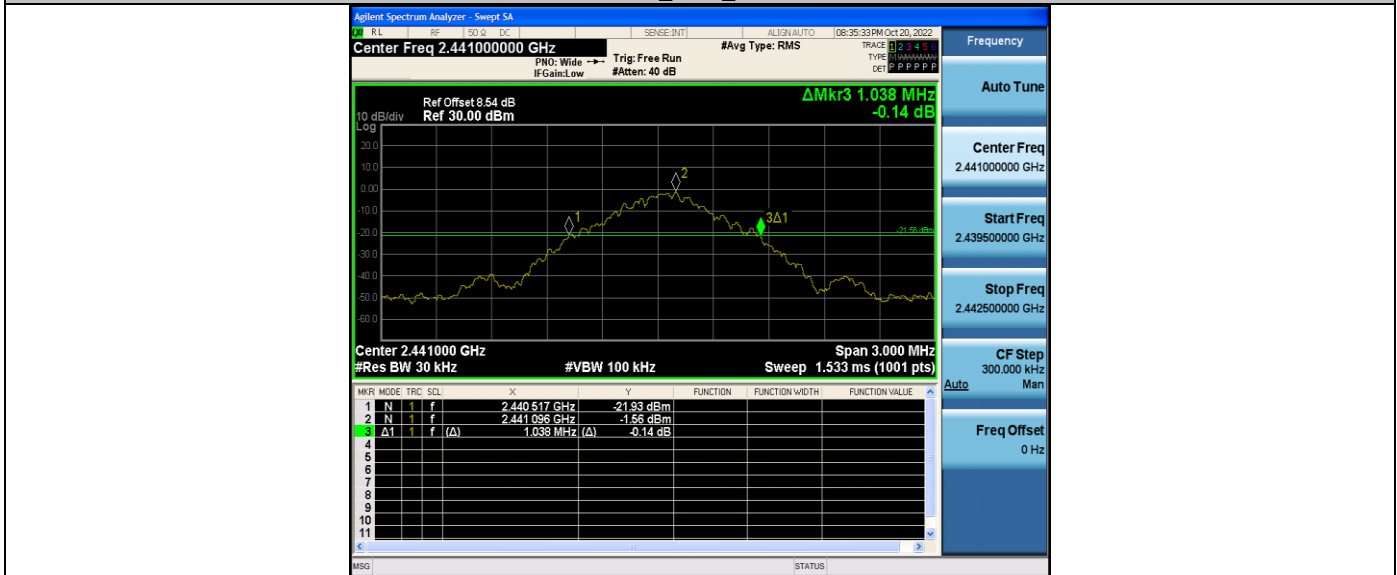 Agilent Spectrum Analyzer - Swept SA
RL RF 50 Ω DC SENSE:INT ALIGN AUTO 08:35:33 PM Oct 20, 2022
Center Freq 2.441000000 GHz #Avg Type: RMS TRACE 1 2 3 4 5 6
PNO: Wide Trig: Free Run TYPE M WWWWW
IFGain:Low #Atten: 40 dB DET P P P P P P
ΔMkr3 1.038 MHz
Ref Offset 8.54 dB -0.14 dB
10 dB/div Ref 30.00 dBm
Log
20.0
10.0
0.00
-10.0
-20.0
-30.0
-40.0
-50.0
-60.0
1
2
3Δ1
-21.56 dBm
Center 2.441000 GHz Span 3.000 MHz
#Res BW 30 kHz #VBW 100 kHz Sweep 1.533 ms (1001 pts)
MKR MODE TRC SCL X Y FUNCTION FUNCTION WIDTH FUNCTION VALUE
1 N 1 f 2.440 517 GHz -21.93 dBm
2 N 1 f 2.441 096 GHz -1.56 dBm
3 Δ1 1 f (Δ) 1.038 MHz (Δ) -0.14 dB
4
5
6
7
8
9
10
11
MSG STATUS
Frequency
Auto Tune
Center Freq
2.441000000 GHz
Start Freq
2.439500000 GHz
Stop Freq
2.442500000 GHz
CF Step
300.000 kHz
Auto Man
Freq Offset
0 Hz